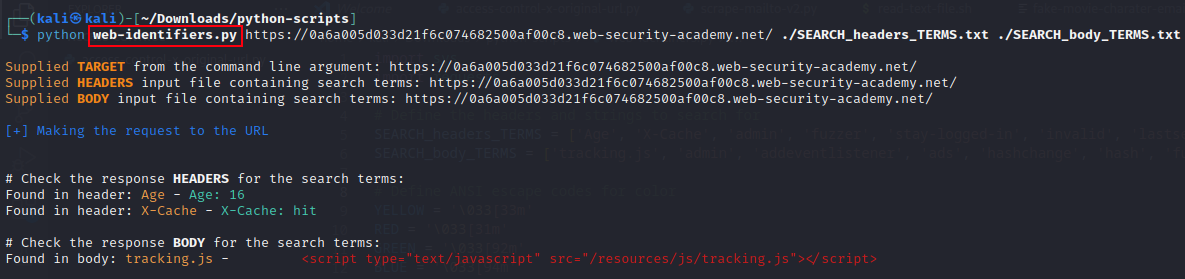 ┌──(kali㉿kali)-[~/Downloads/python-scripts]
└─$ python web-identifiers.py https://0a6a005d033d21f6c074682500af00c8.web-security-academy.net/ ./SEARCH_headers_TERMS.txt ./SEARCH_body_TERMS.txt
Supplied TARGET from the command line argument: https://0a6a005d033d21f6c074682500af00c8.web-security-academy.net/
Supplied HEADERS input file containing search terms: https://0a6a005d033d21f6c074682500af00c8.web-security-academy.net/
Supplied BODY input file containing search terms: https://0a6a005d033d21f6c074682500af00c8.web-security-academy.net/
[+] Making the request to the URL
# Check the response HEADERS for the search terms:
Found in header: Age - Age: 16
Found in header: X-Cache - X-Cache: hit
# Check the response BODY for the search terms:
Found in body: tracking.js - <script type="text/javascript" src="/resources/js/tracking.js"></script>